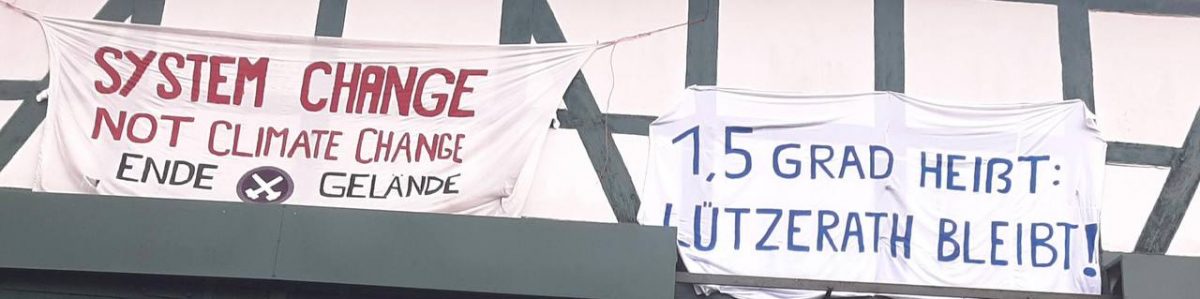 SYSTEM CHANGE
NOT CLIMATE CHANGE
ENDE GELÄNDE
1,5 GRAD HEIßT:
LÜTZERATH BLEIBT!